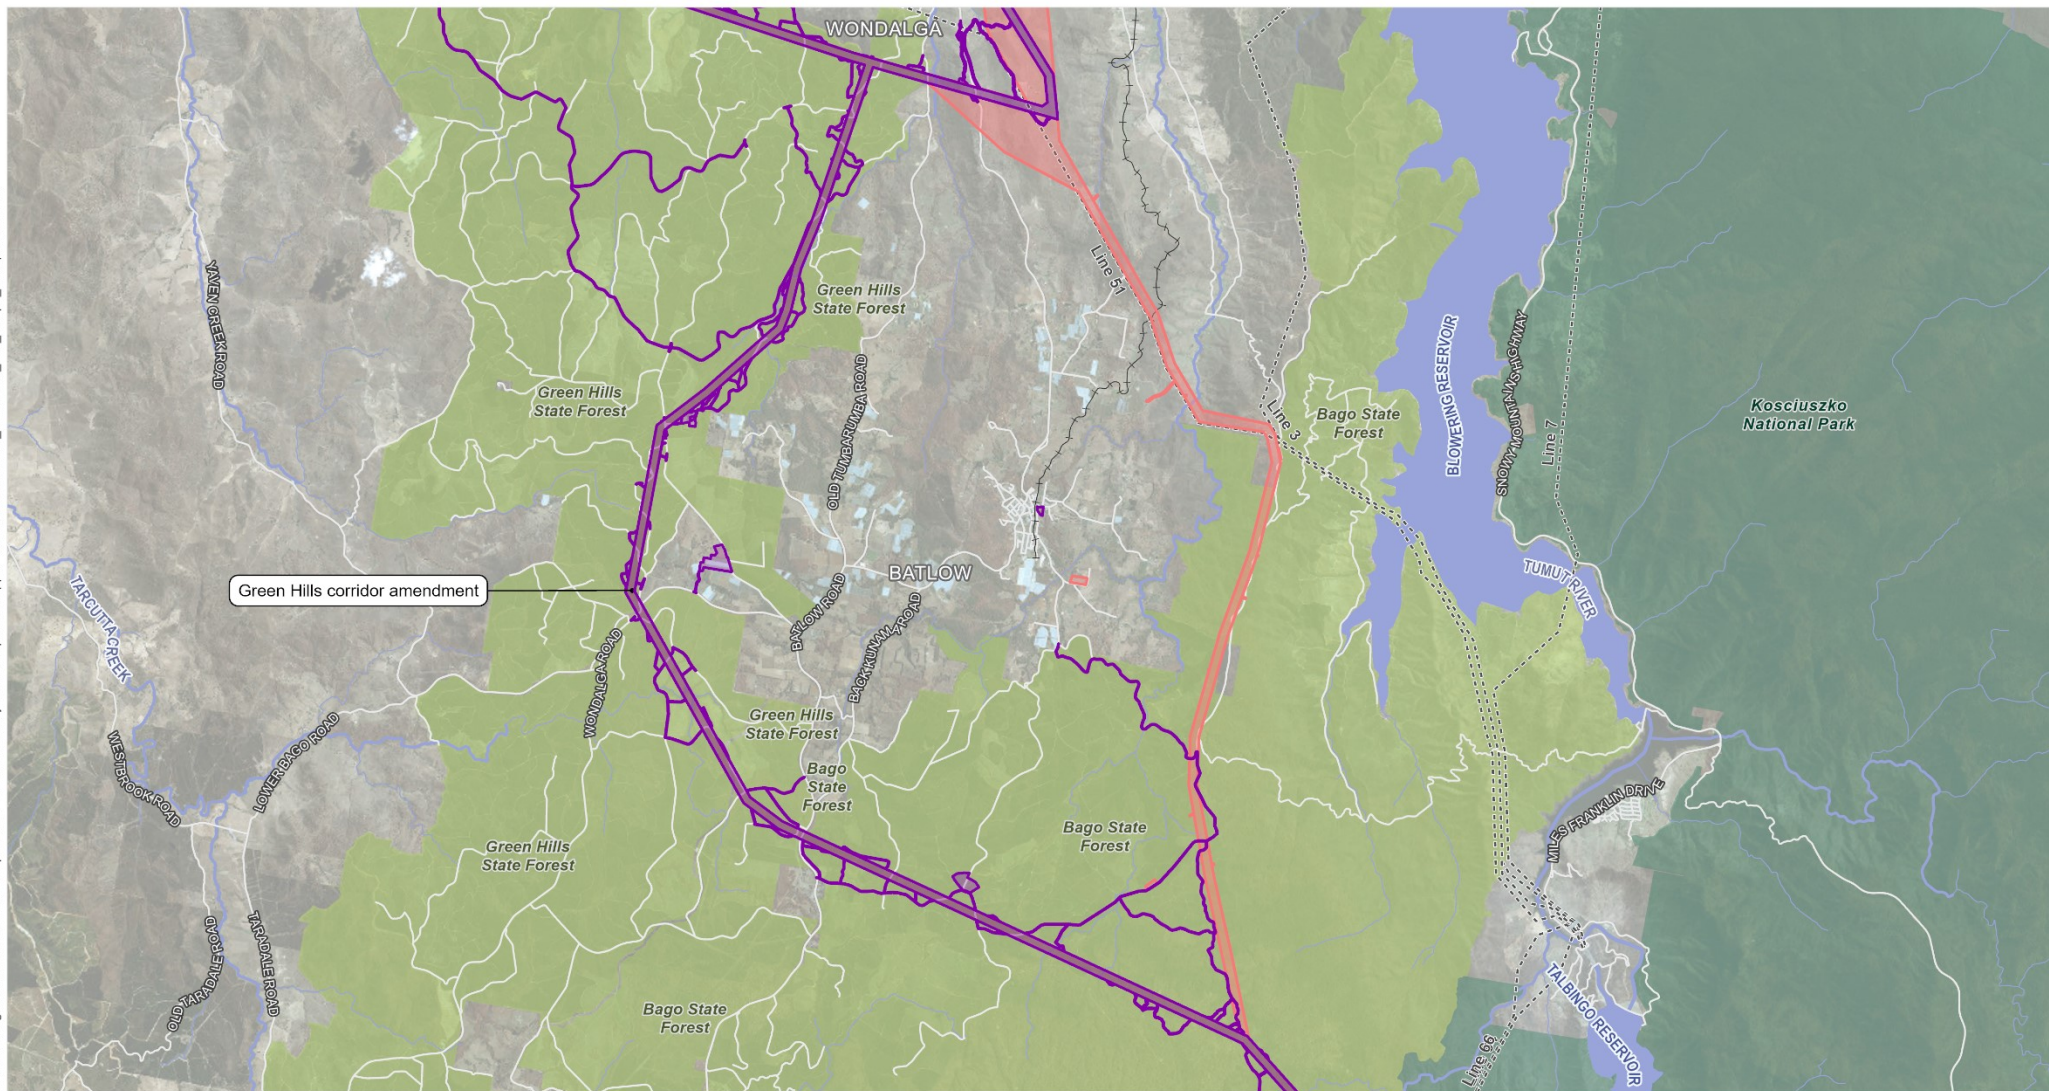 WONDALGA
YAVEN CREEK ROAD
Green Hills
State Forest
Line 51
Green Hills
State Forest
OLD TUMBARUMBA ROAD
Line 3
Bago State
Forest
BLOWERING RESERVOIR
SNOWY MOUNTAINS HIGHWAY
Line 7
Kosciuszko
National Park
Green Hills corridor amendment
BATLOW
TARCUTTA CREEK
BATLOW ROAD
TUMUT RIVER
WONDALGA ROAD
Green Hills
State Forest
WESTBROOK ROAD
LOWER BAGO ROAD
Bago
State
Forest
Green Hills
State Forest
Bago State
Forest
MILES FRANKLIN DRIVE
OLD TARADALE ROAD
TARADALE ROAD
Bago State
Forest
TALBINGO RESERVOIR
Line 66